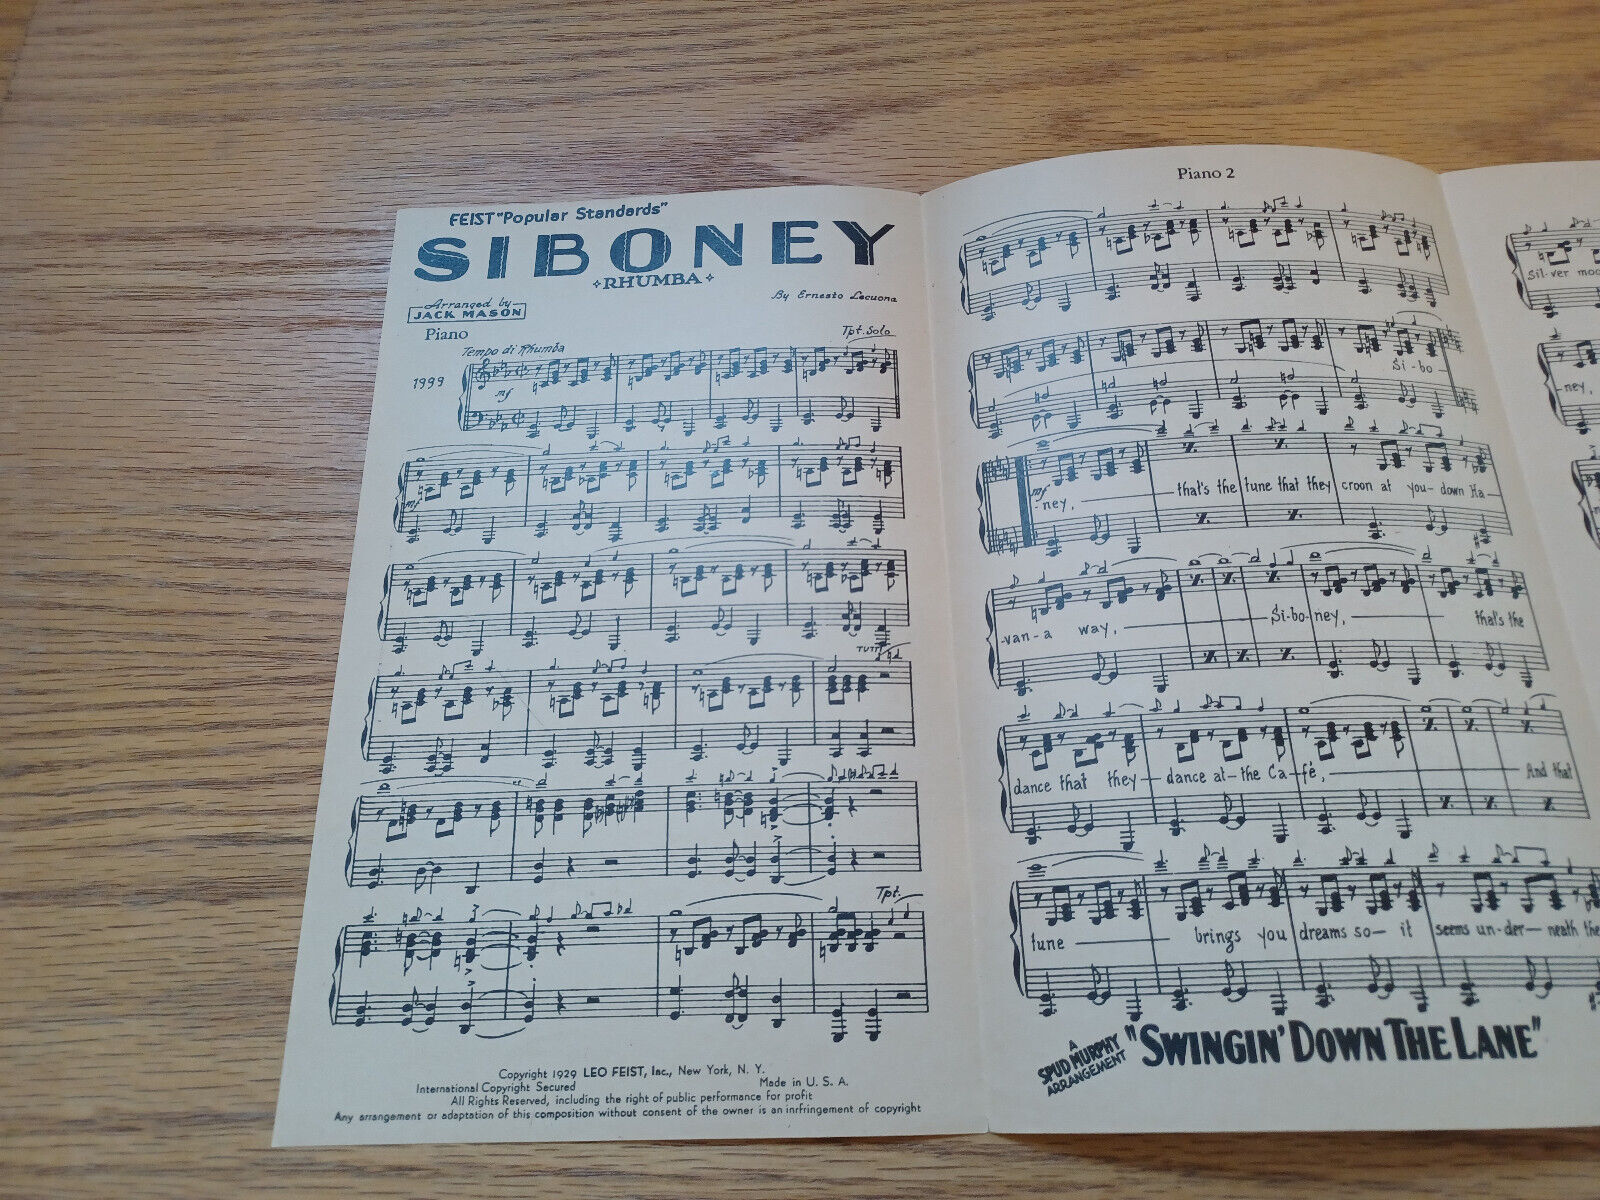 FEIST "Popular Standards"
SIBONEY
RHUMBA
Arranged by
JACK MASON
By Ernesto Lecuona
Piano
Tpt. Solo
Tempo di Rhumba
1999
mf
mf
TUTTI
Tpt.
Copyright 1929 LEO FEIST, Inc., New York, N. Y.
International Copyright Secured Made in U. S. A.
All Rights Reserved, including the right of public performance for profit
Any arrangement or adaptation of this composition without consent of the owner is an infringement of copyright
Piano 2
Si-bo-
mf
-ney, that's the tune that they croon at you-down Ha-
-van-a way, Si-bo-ney, that's the
dance that they dance at-the Ca-fé, And that
tune brings you dreams so-it seems un-der-neath the
A
SPUD MURPHY
ARRANGEMENT
"SWINGIN' DOWN THE LANE"
Sil-ver moo
-ney,